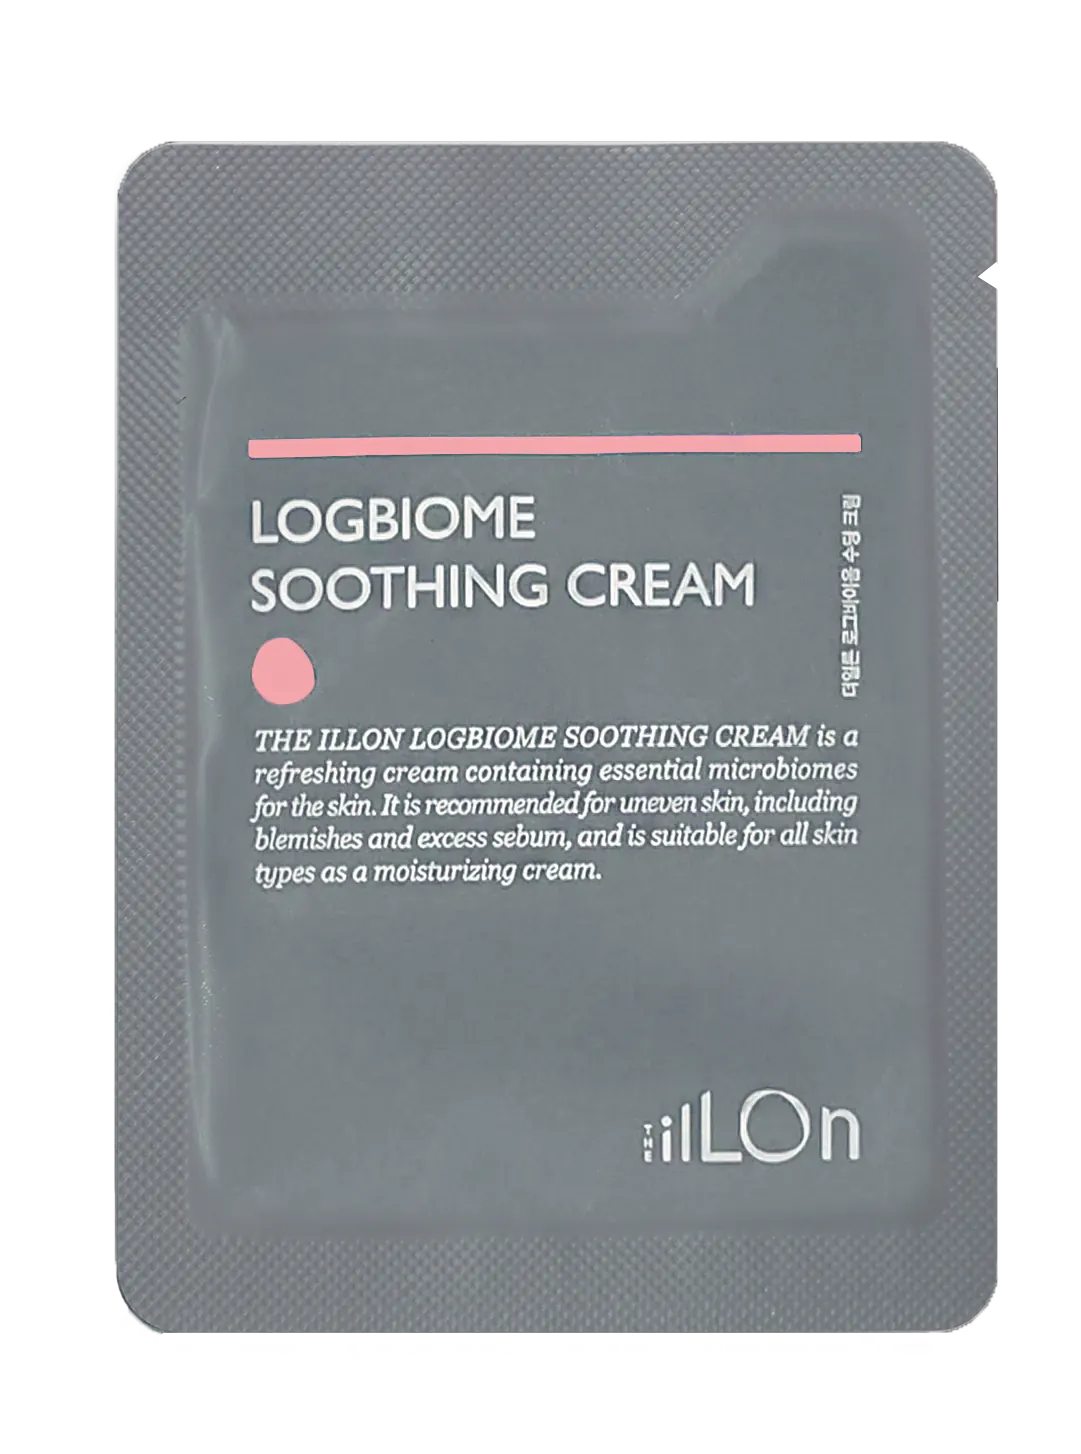 LOGBIOME
SOOTHING CREAM
THE ILLON LOGBIOME SOOTHING CREAM is a
refreshing cream containing essential microbiomes
for the skin. It is recommended for uneven skin, including
blemishes and excess sebum, and is suitable for all skin
types as a moisturizing cream.
THE illOn